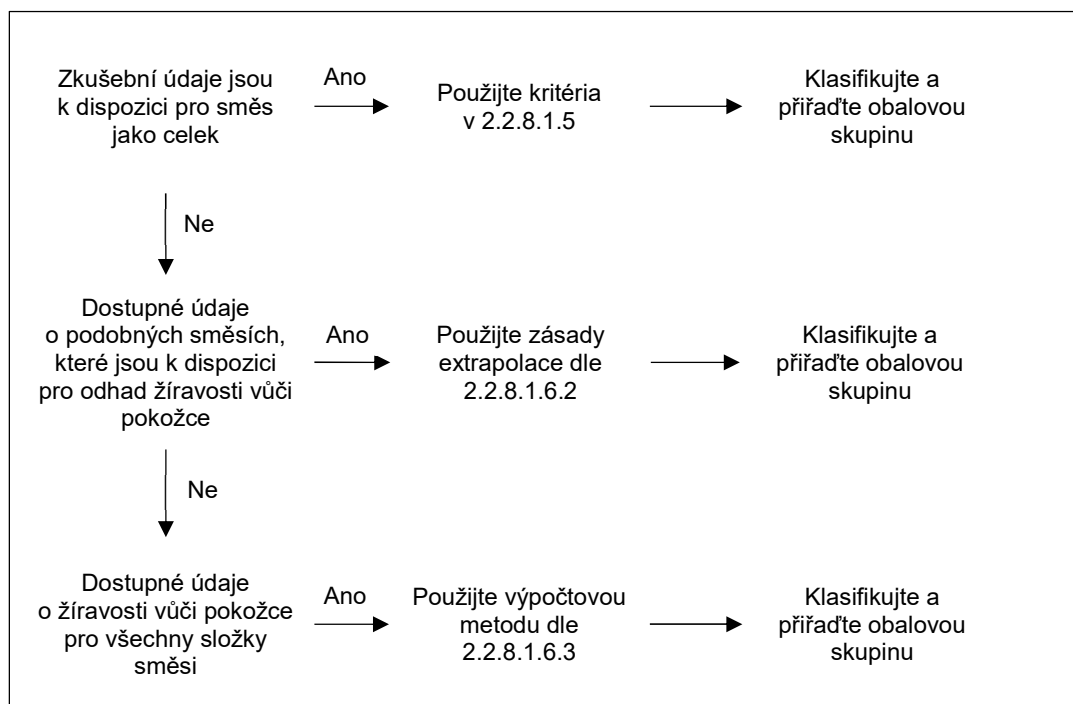 Zkušební údaje jsou
k dispozici pro směs
jako celek
Ano
Použijte kritéria
v 2.2.8.1.5
Klasifikujte a
přiřaďte obalovou
skupinu
Ne
Dostupné údaje
o podobných směsích,
které jsou k dispozici
pro odhad žíravosti vůči
pokožce
Ano
Použijte zásady
extrapolace dle
2.2.8.1.6.2
Klasifikujte a
přiřaďte obalovou
skupinu
Ne
Dostupné údaje
o žíravosti vůči pokožce
pro všechny složky
směsi
Ano
Použijte výpočtovou
metodu dle
2.2.8.1.6.3
Klasifikujte a
přiřaďte obalovou
skupinu